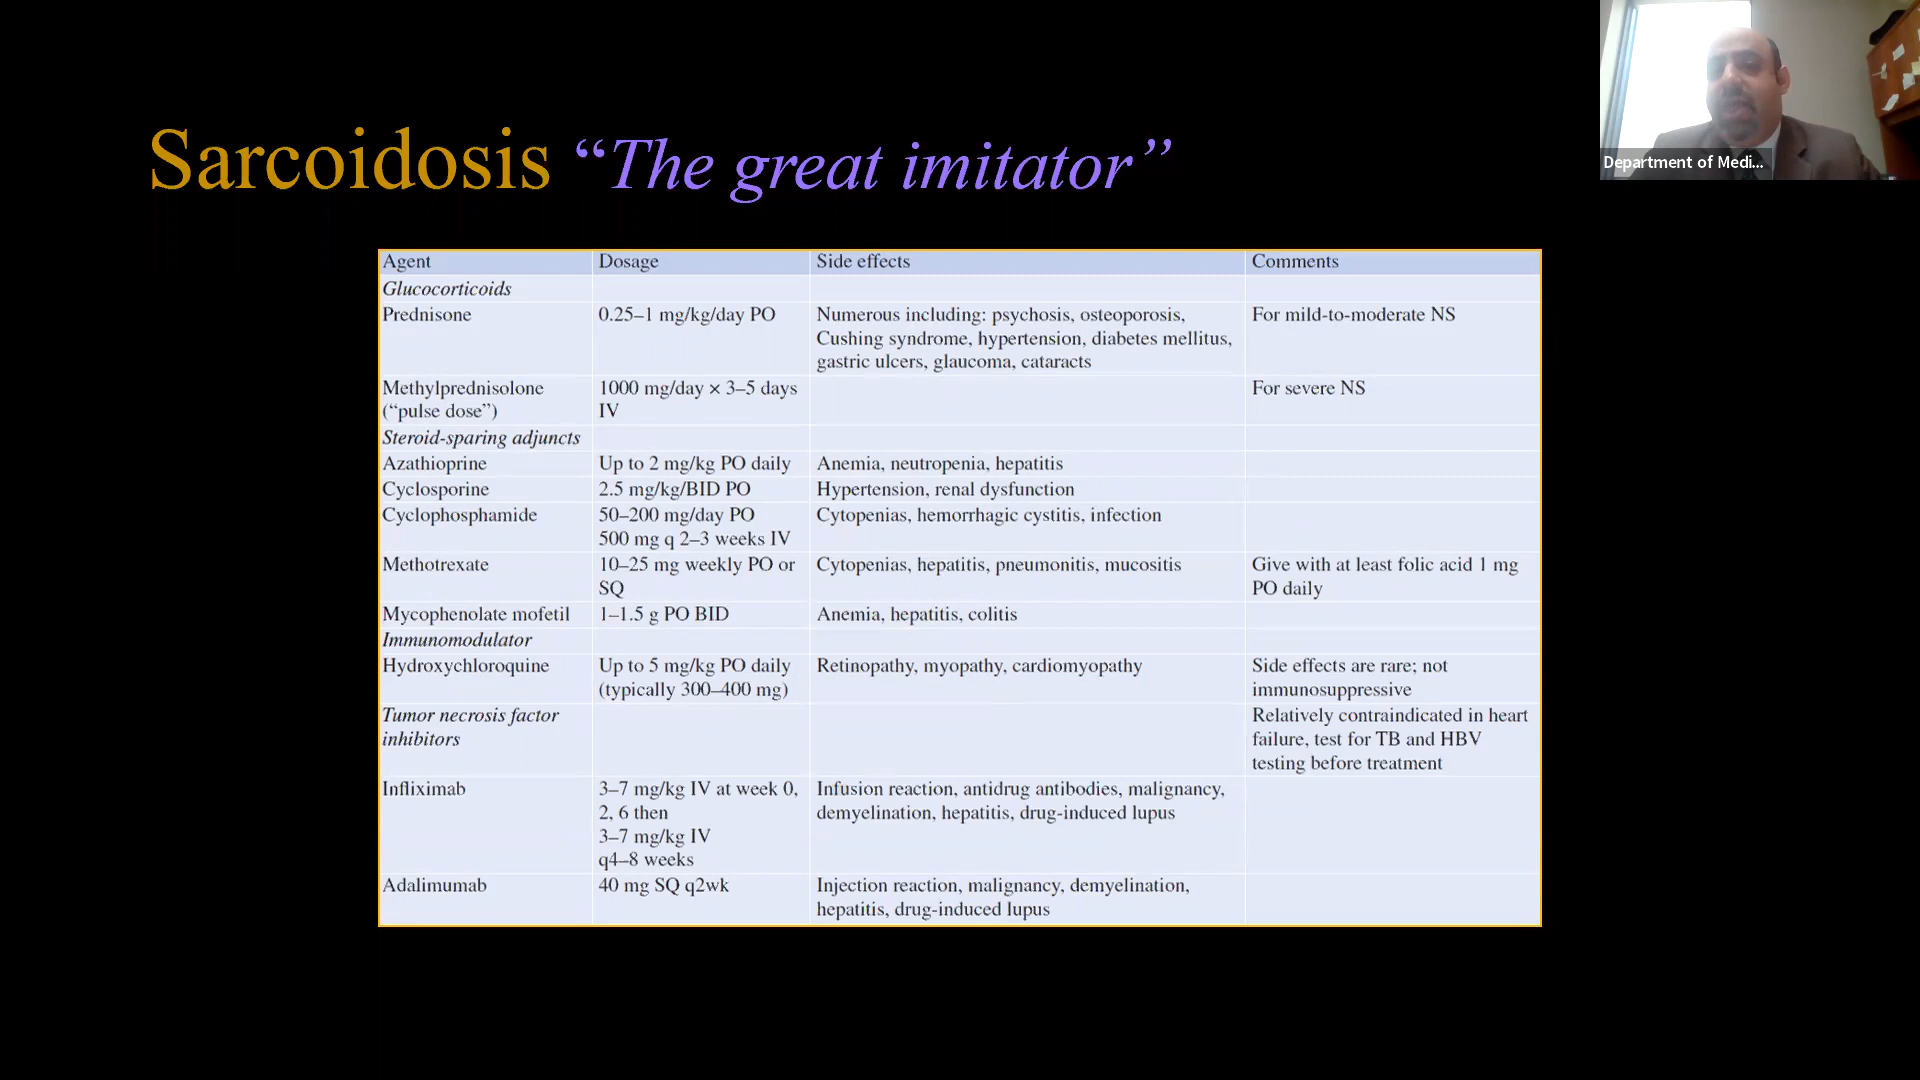 Sarcoidosis “The great imitator”
Department of Medi...
Agent Dosage Side effects Comments
Glucocorticoids
Prednisone 0.25–1 mg/kg/day PO Numerous including: psychosis, osteoporosis, For mild-to-moderate NS
Cushing syndrome, hypertension, diabetes mellitus,
gastric ulcers, glaucoma, cataracts
Methylprednisolone 1000 mg/day × 3–5 days For severe NS
(“pulse dose”) IV
Steroid-sparing adjuncts
Azathioprine Up to 2 mg/kg PO daily Anemia, neutropenia, hepatitis
Cyclosporine 2.5 mg/kg/BID PO Hypertension, renal dysfunction
Cyclophosphamide 50–200 mg/day PO Cytopenias, hemorrhagic cystitis, infection
500 mg q 2–3 weeks IV
Methotrexate 10–25 mg weekly PO or Cytopenias, hepatitis, pneumonitis, mucositis Give with at least folic acid 1 mg
SQ PO daily
Mycophenolate mofetil 1–1.5 g PO BID Anemia, hepatitis, colitis
Immunomodulator
Hydroxychloroquine Up to 5 mg/kg PO daily Retinopathy, myopathy, cardiomyopathy Side effects are rare; not
(typically 300–400 mg) immunosuppressive
Tumor necrosis factor Relatively contraindicated in heart
inhibitors failure, test for TB and HBV
testing before treatment
Infliximab 3–7 mg/kg IV at week 0, Infusion reaction, antidrug antibodies, malignancy,
2, 6 then demyelination, hepatitis, drug-induced lupus
3–7 mg/kg IV
q4–8 weeks
Adalimumab 40 mg SQ q2wk Injection reaction, malignancy, demyelination,
hepatitis, drug-induced lupus